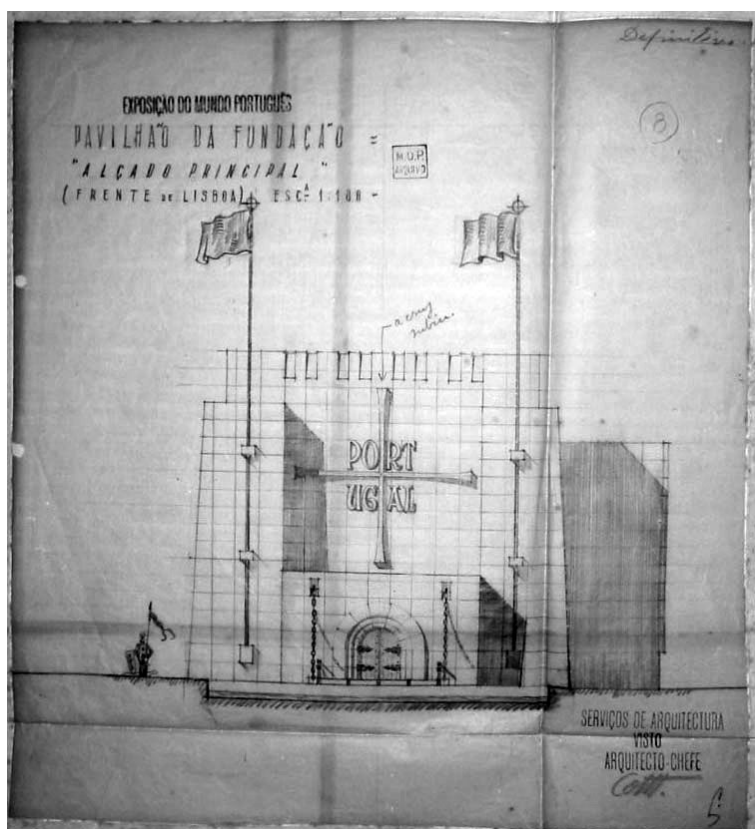 Definitivo
8
EXPOSIÇÃO DO MUNDO PORTUGUÊS
PAVILHÃO DA FUNDAÇÃO =
"ALÇADO PRINCIPAL"
(FRENTE DE LISBOA) ESCᴬ 1:100 -
M.O.P.
ARQUIVO
a cruz
PORT
UGAL
SERVIÇOS DE ARQUITECTURA
VISTO
ARQUITECTO-CHEFE